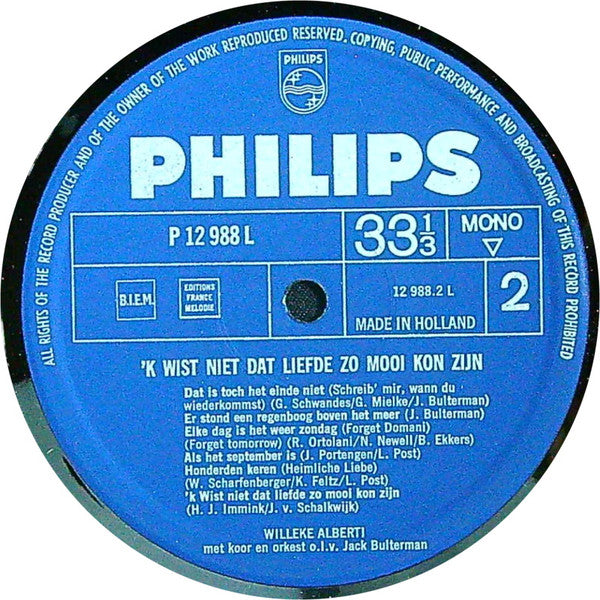 ALL RIGHTS OF THE RECORD PRODUCER AND OF THE OWNER OF THE WORK REPRODUCED RESERVED. COPYING, PUBLIC PERFORMANCE AND BROADCASTING OF THIS RECORD PROHIBITED
PHILIPS
PHILIPS
P 12 988 L
33 1/3
MONO
B.I.E.M.
EDITIONS
FRANCE
MELODIE
12 988.2 L
2
MADE IN HOLLAND
'K WIST NIET DAT LIEFDE ZO MOOI KON ZIJN
Dat is toch het einde niet (Schreib' mir, wann du
wiederkommst) (G. Schwandes/G. Mielke/J. Bulterman)
Er stond een regenboog boven het meer (J. Bulterman)
Elke dag is het weer zondag (Forget Domani)
(Forget tomorrow) (R. Ortolani/N. Newell/B. Ekkers)
Als het september is (J. Portengen/L. Post)
Honderden keren (Heimliche Liebe)
(W. Scharfenberger/K. Feltz/L. Post)
'k Wist niet dat liefde zo mooi kon zijn
(H. J. Immink/J. v. Schalkwijk)
WILLEKE ALBERTI
met koor en orkest o.l.v. Jack Bulterman